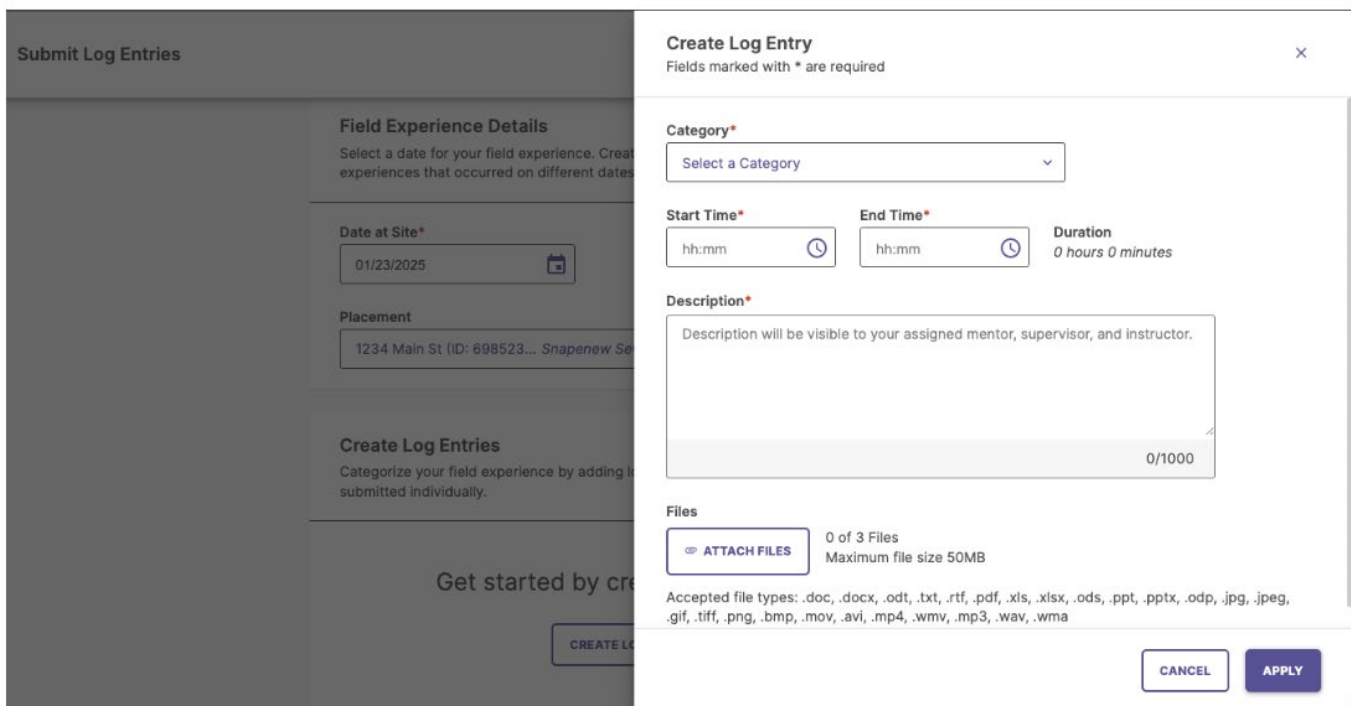 Submit Log Entries
Field Experience Details
Select a date for your field experience.
experiences that occurred on different dates
Date at Site*
01/23/2025
Placement
1234 Main St (ID: 698523... Snapenew
Create Log Entries
Categorize your field experience by adding
submitted individually.
Get started by
CREATE
Create Log Entry
Fields marked with * are required
Category*
Select a Category
Start Time*
End Time*
hh:mm
hh:mm
Duration
0 hours 0 minutes
Description*
Description will be visible to your assigned mentor, supervisor, and instructor.
0/1000
Files
ATTACH FILES
0 of 3 Files
Maximum file size 50MB
Accepted file types: .doc, .docx, .odt, .txt, .rtf, .pdf, .xls, .xlsx, .ods, .ppt, .pptx, .odp, .jpg, .jpeg,
.gif, .tiff, .png, .bmp, .mov, .avi, .mp4, .wmv, .mp3, .wav, .wma
CANCEL
APPLY